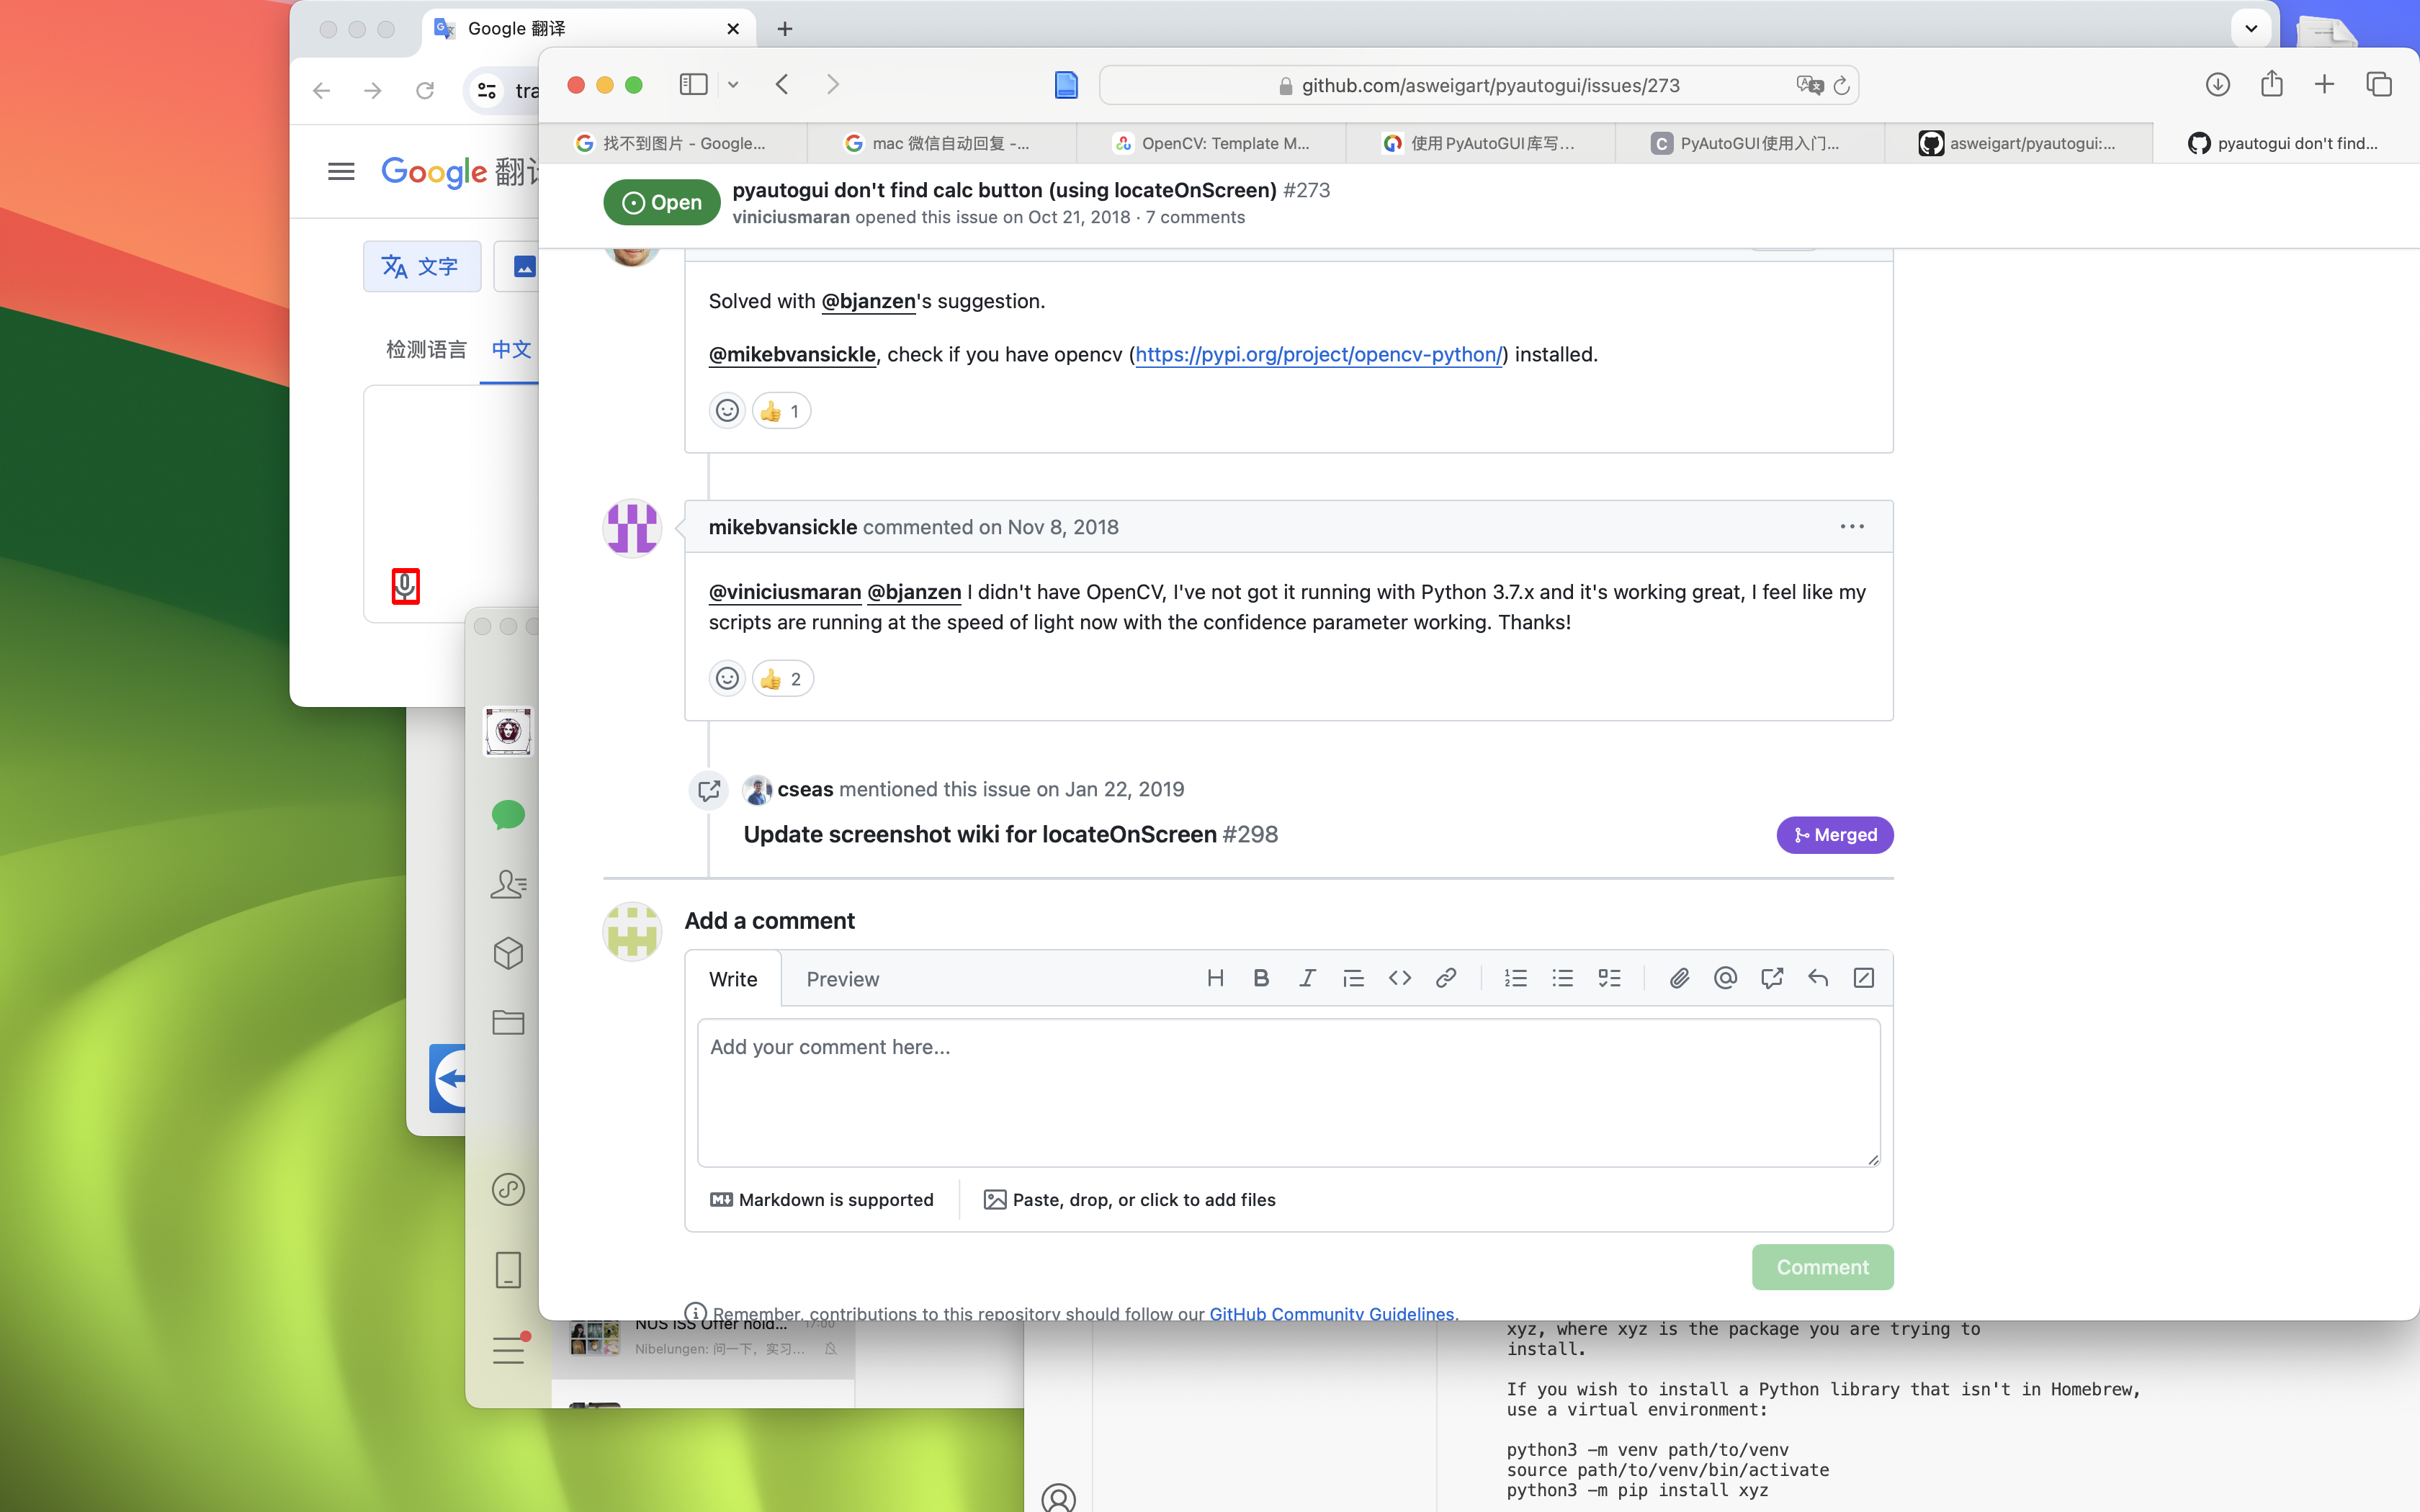 Google 翻译
github.com/asweigart/pyautogui/issues/273
tra
找不到图片 - Google...
mac 微信自动回复 -...
OpenCV: Template M...
使用PyAutoGUI库写...
PyAutoGUI使用入门...
asweigart/pyautogui:...
pyautogui don't find...
Google 翻译
文字
检测语言
中文
Open
pyautogui don't find calc button (using locateOnScreen) #273
viniciusmaran opened this issue on Oct 21, 2018 · 7 comments
Solved with @bjanzen's suggestion.
@mikebvansickle, check if you have opencv (https://pypi.org/project/opencv-python/) installed.
1
mikebvansickle commented on Nov 8, 2018
@viniciusmaran @bjanzen I didn't have OpenCV, I've not got it running with Python 3.7.x and it's working great, I feel like my
scripts are running at the speed of light now with the confidence parameter working. Thanks!
2
cseas mentioned this issue on Jan 22, 2019
Update screenshot wiki for locateOnScreen #298
Merged
Add a comment
Write
Preview
Add your comment here...
Markdown is supported
Paste, drop, or click to add files
Comment
Remember, contributions to this repository should follow our GitHub Community Guidelines.
NUS ISS Offer hold...
17:00
Nibelungen: 问一下，实习...
xyz, where xyz is the package you are trying to
install.
If you wish to install a Python library that isn't in Homebrew,
use a virtual environment:
python3 -m venv path/to/venv
source path/to/venv/bin/activate
python3 -m pip install xyz